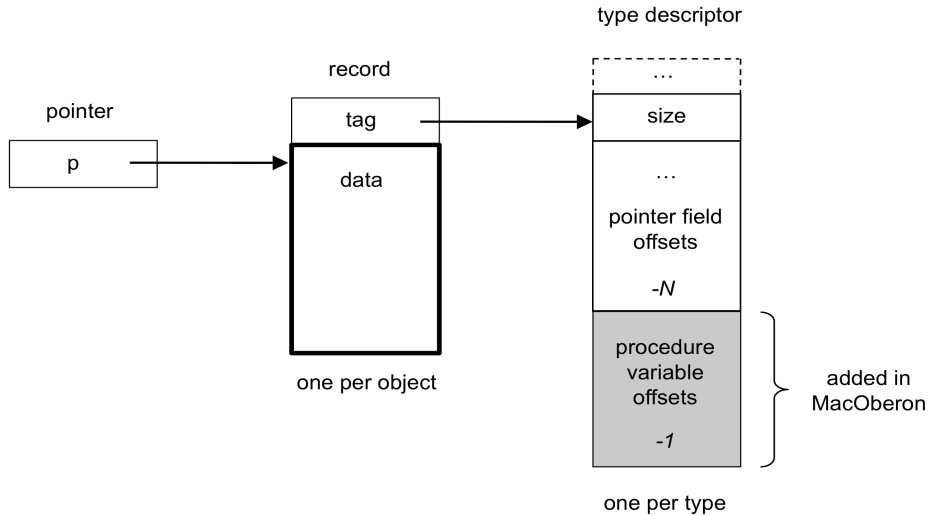 type descriptor
…
record
pointer
tag
size
p
data
…
pointer field
offsets
-N
procedure
variable
offsets
-1
one per object
added in
MacOberon
one per type